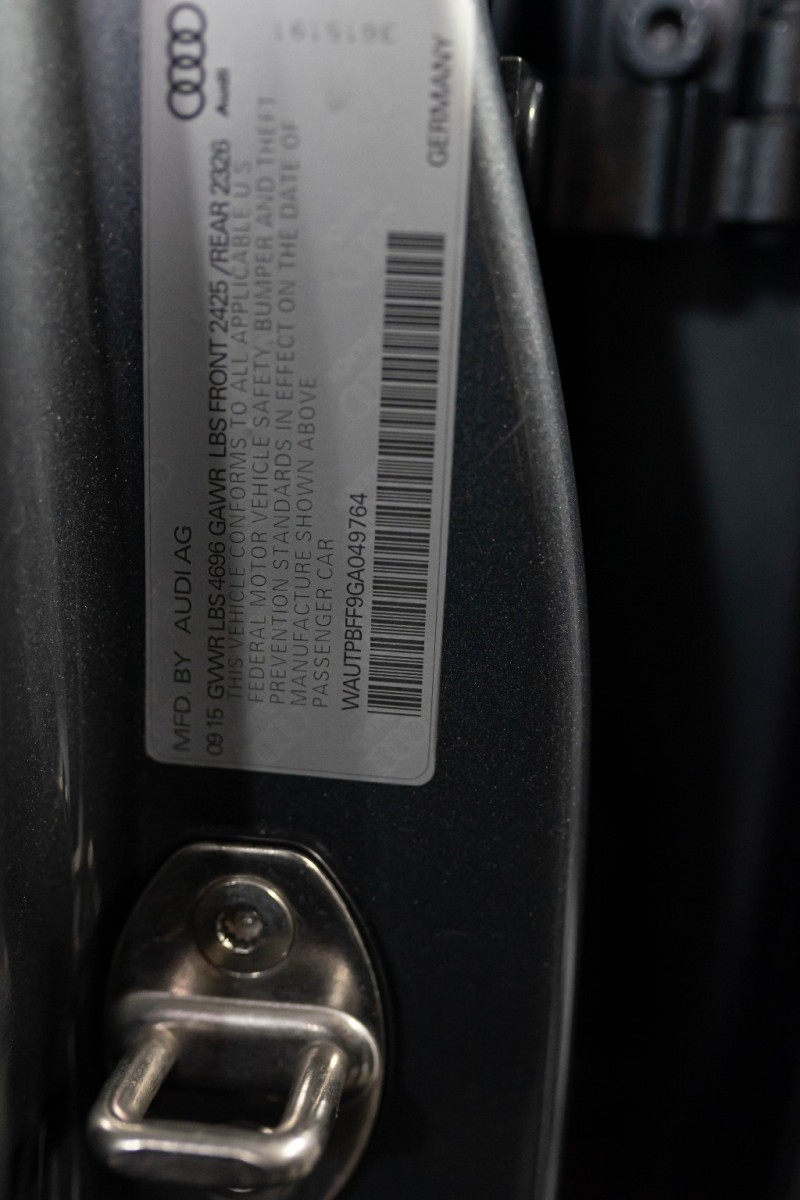 3615191
Audi
MFD. BY AUDI AG
09 15 GVWR LBS 4696 GAWR LBS FRONT 2425 /REAR 2326
THIS VEHICLE CONFORMS TO ALL APPLICABLE U S
FEDERAL MOTOR VEHICLE SAFETY, BUMPER AND THEFT
PREVENTION STANDARDS IN EFFECT ON THE DATE OF
MANUFACTURE SHOWN ABOVE
PASSENGER CAR
WAUTPBFF9GA049764
GERMANY